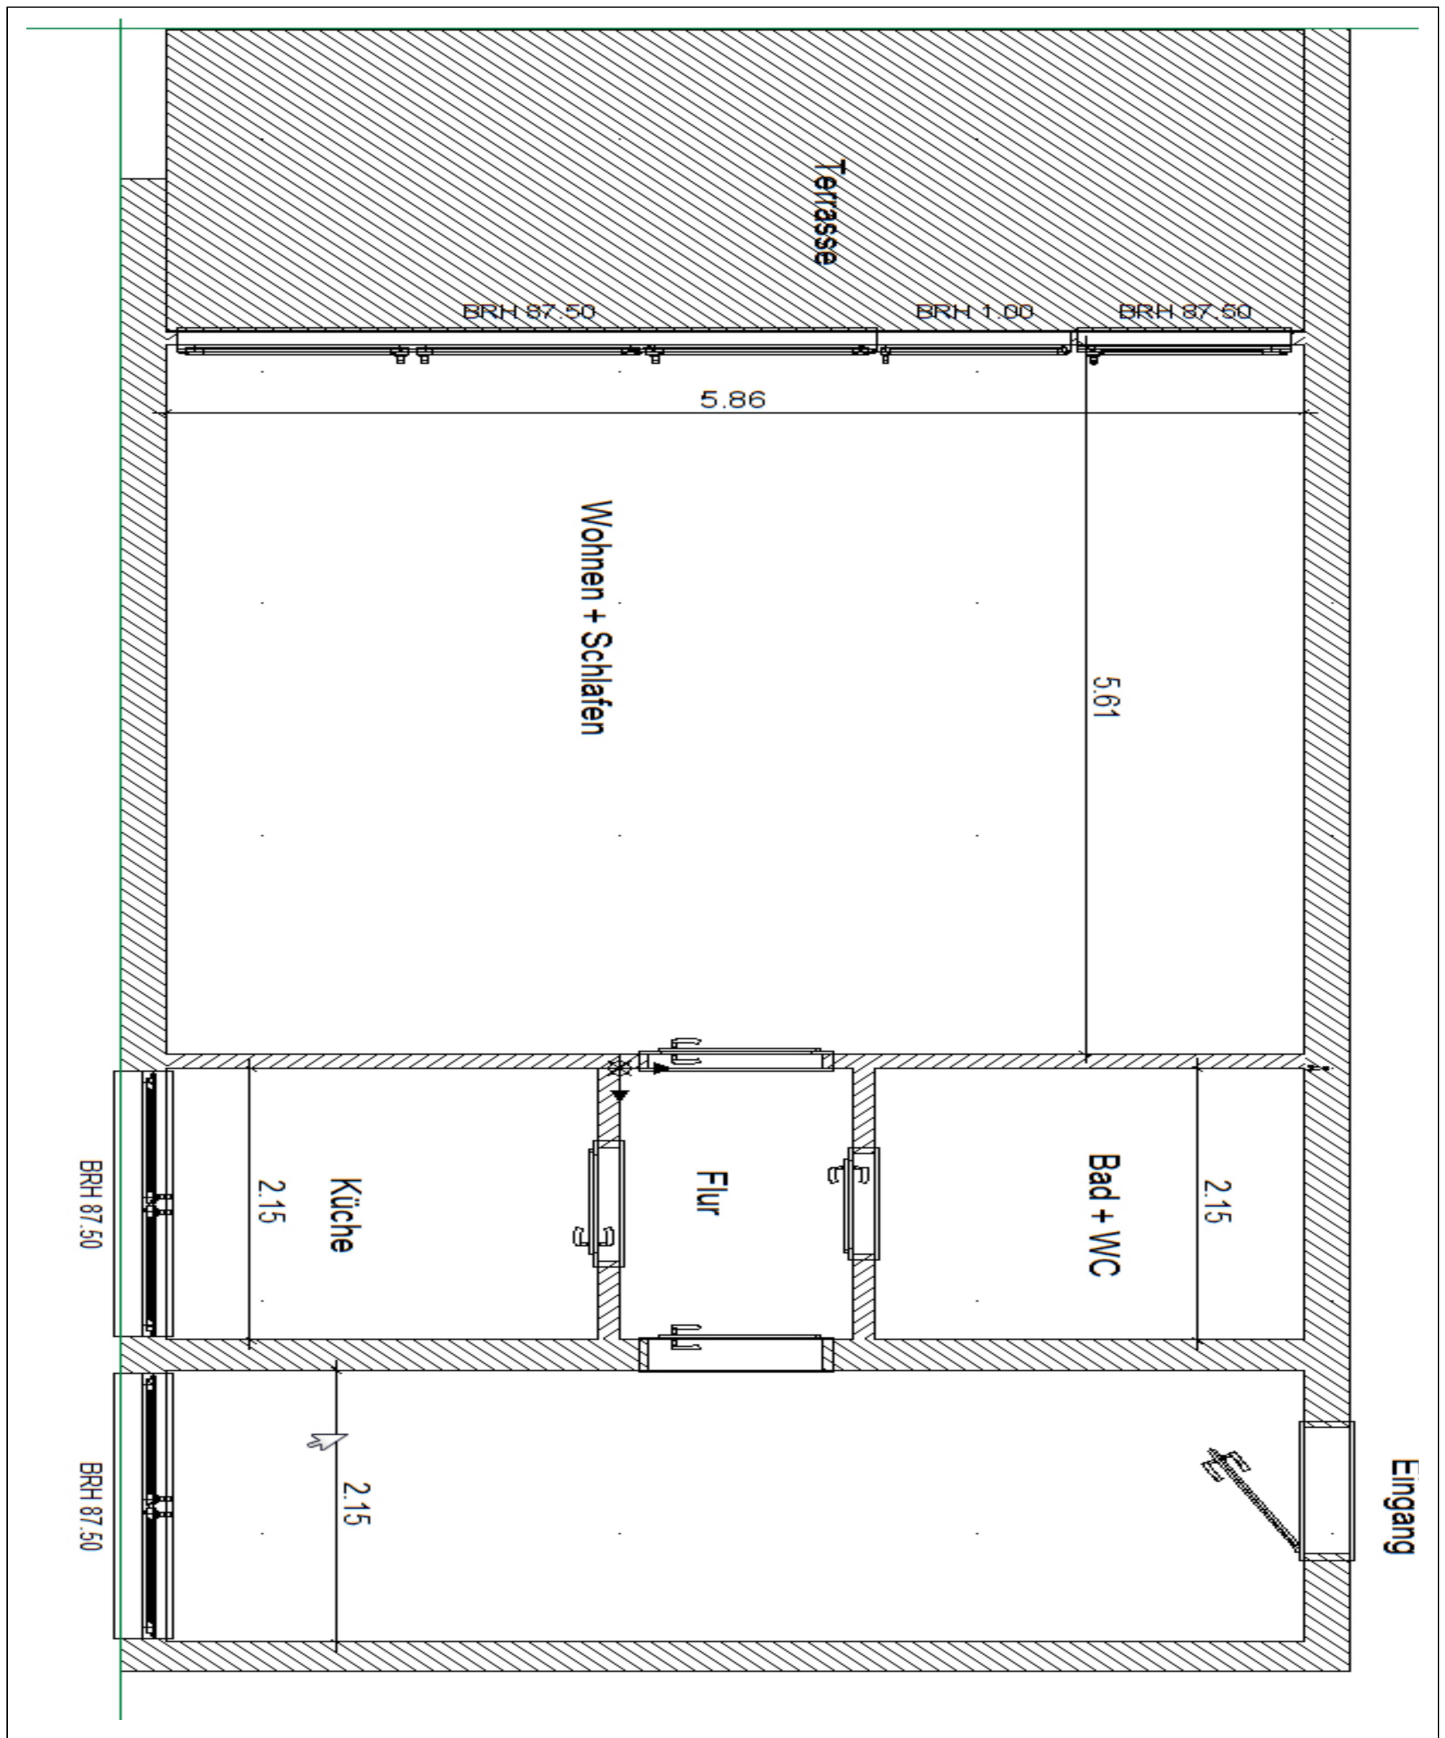 Terrasse
BRH 87.50
BRH 1.00
BRH 87.50
5.86
Wohnen + Schlafen
5.61
BRH 87.50
2.15
Küche
Flur
Bad + WC
2.15
BRH 87.50
2.15
Eingang